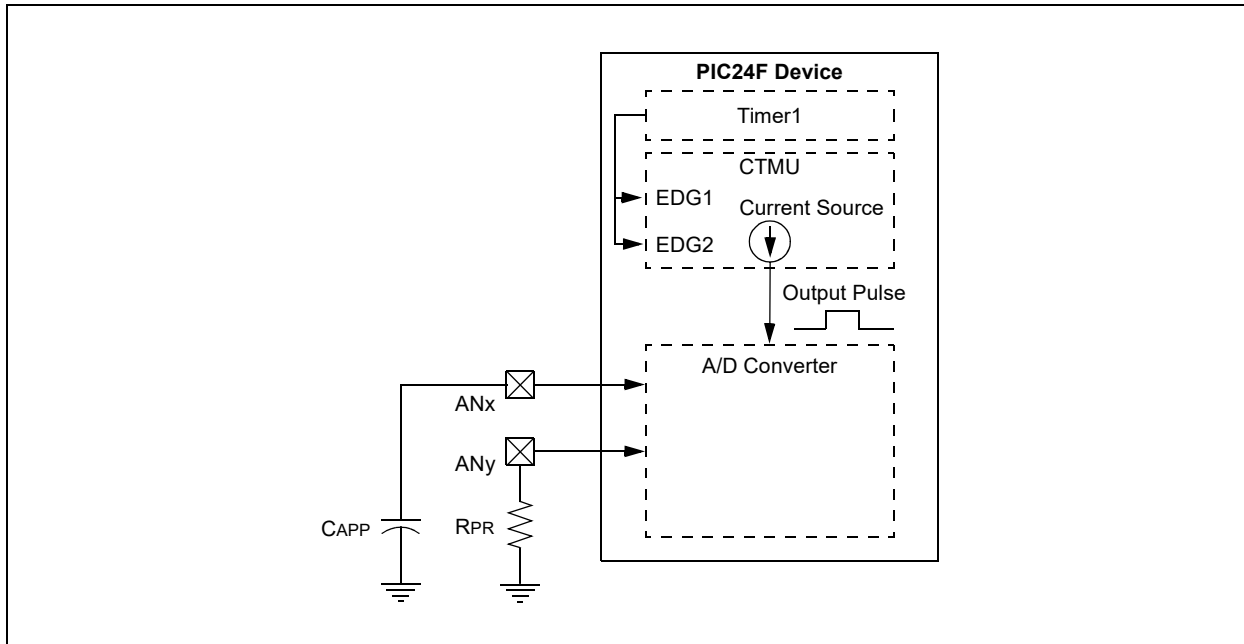 PIC24F Device
Timer1
CTMU
EDG1
Current Source
EDG2
Output Pulse
A/D Converter
ANx
ANy
CAPP
RPR